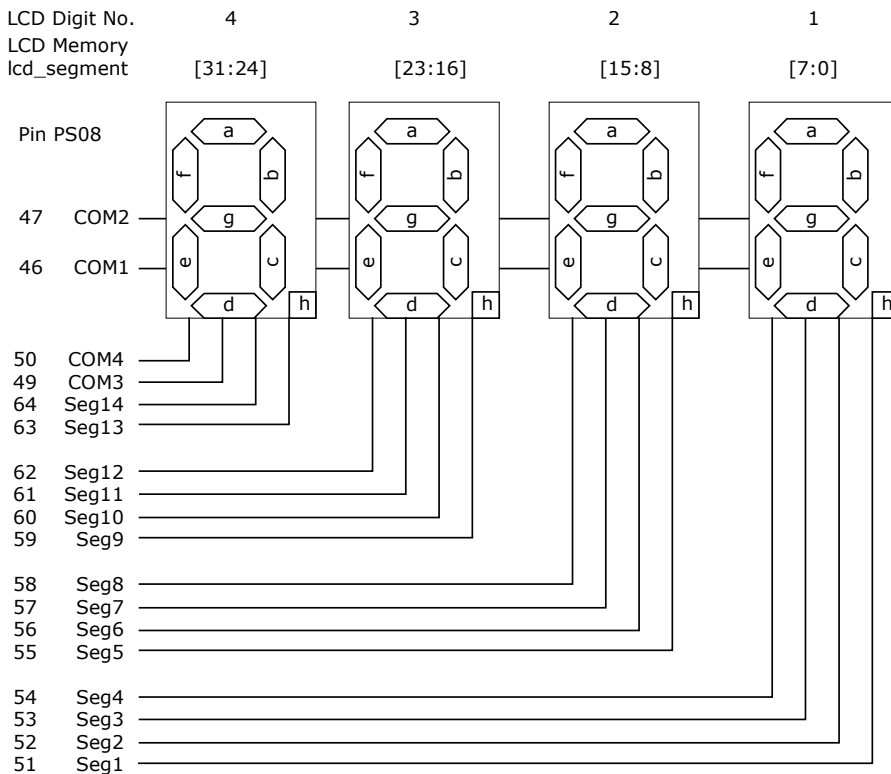 LCD Digit No. 4 3 2 1
LCD Memory
lcd_segment [31:24] [23:16] [15:8] [7:0]
Pin PS08
a a a a
f b f b f b f b
47 COM2 g g g g
46 COM1 e c e c e c e c
d h d h d h d h
50 COM4
49 COM3
64 Seg14
63 Seg13
62 Seg12
61 Seg11
60 Seg10
59 Seg9
58 Seg8
57 Seg7
56 Seg6
55 Seg5
54 Seg4
53 Seg3
52 Seg2
51 Seg1